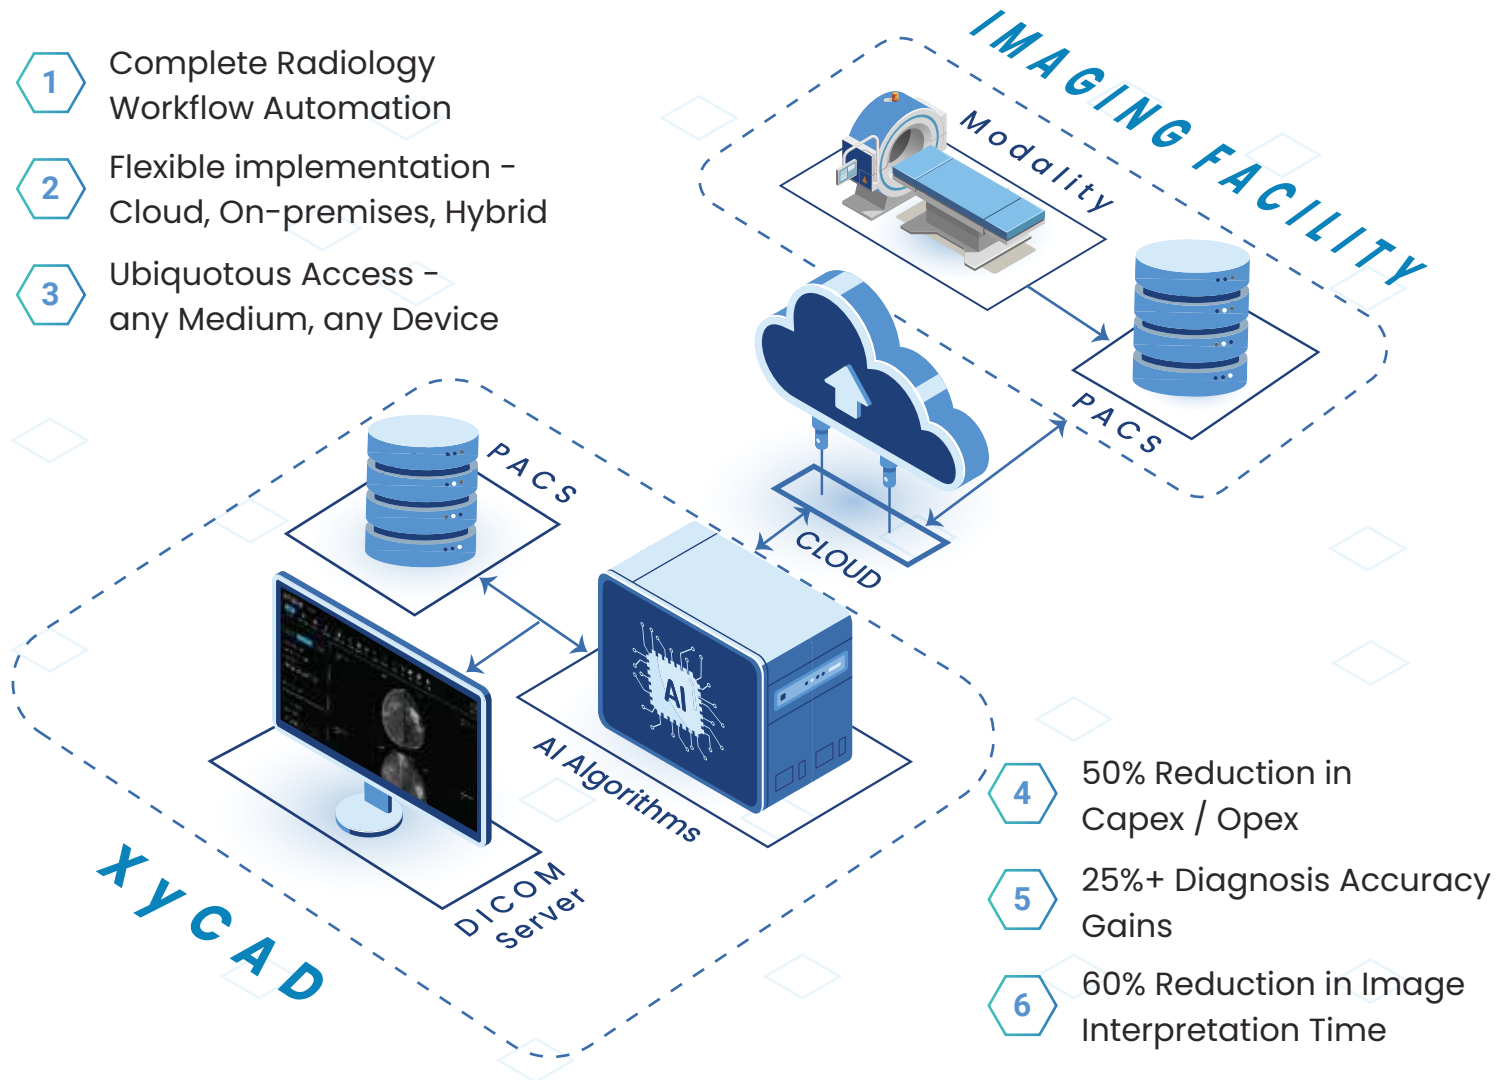 1
Complete Radiology
Workflow Automation
2
Flexible implementation -
Cloud, On-premises, Hybrid
3
Ubiquotous Access -
any Medium, any Device
IMAGING FACILITY
Modality
PACS
CLOUD
PACS
AI
AI Algorithms
DICOM
Server
XyCAD
4
50% Reduction in
Capex / Opex
5
25%+ Diagnosis Accuracy
Gains
6
60% Reduction in Image
Interpretation Time